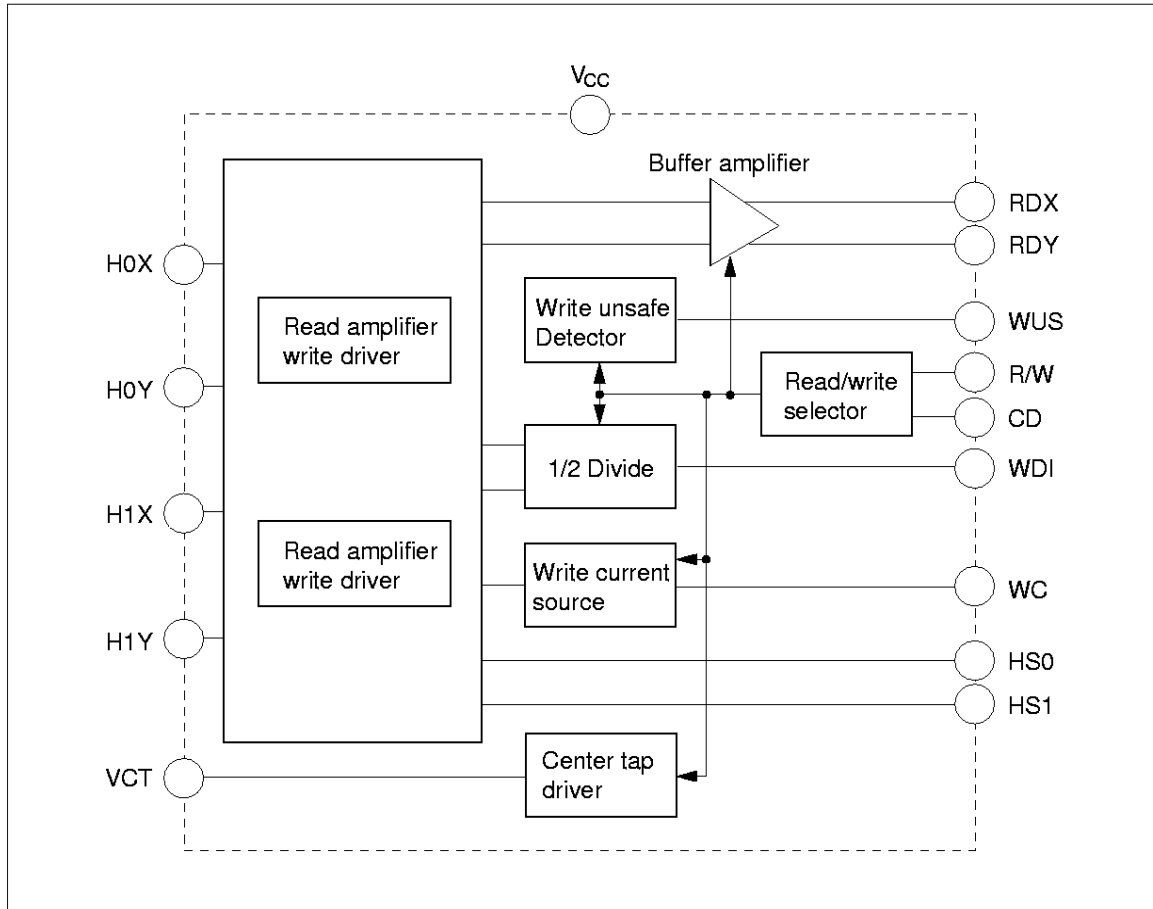 VCC
Buffer amplifier
RDX
RDY
H0X
Write unsafe
Detector
WUS
Read amplifier
write driver
H0Y
Read/write
selector
R/W
CD
1/2 Divide
WDI
H1X
Read amplifier
write driver
Write current
source
WC
H1Y
HS0
HS1
VCT
Center tap
driver